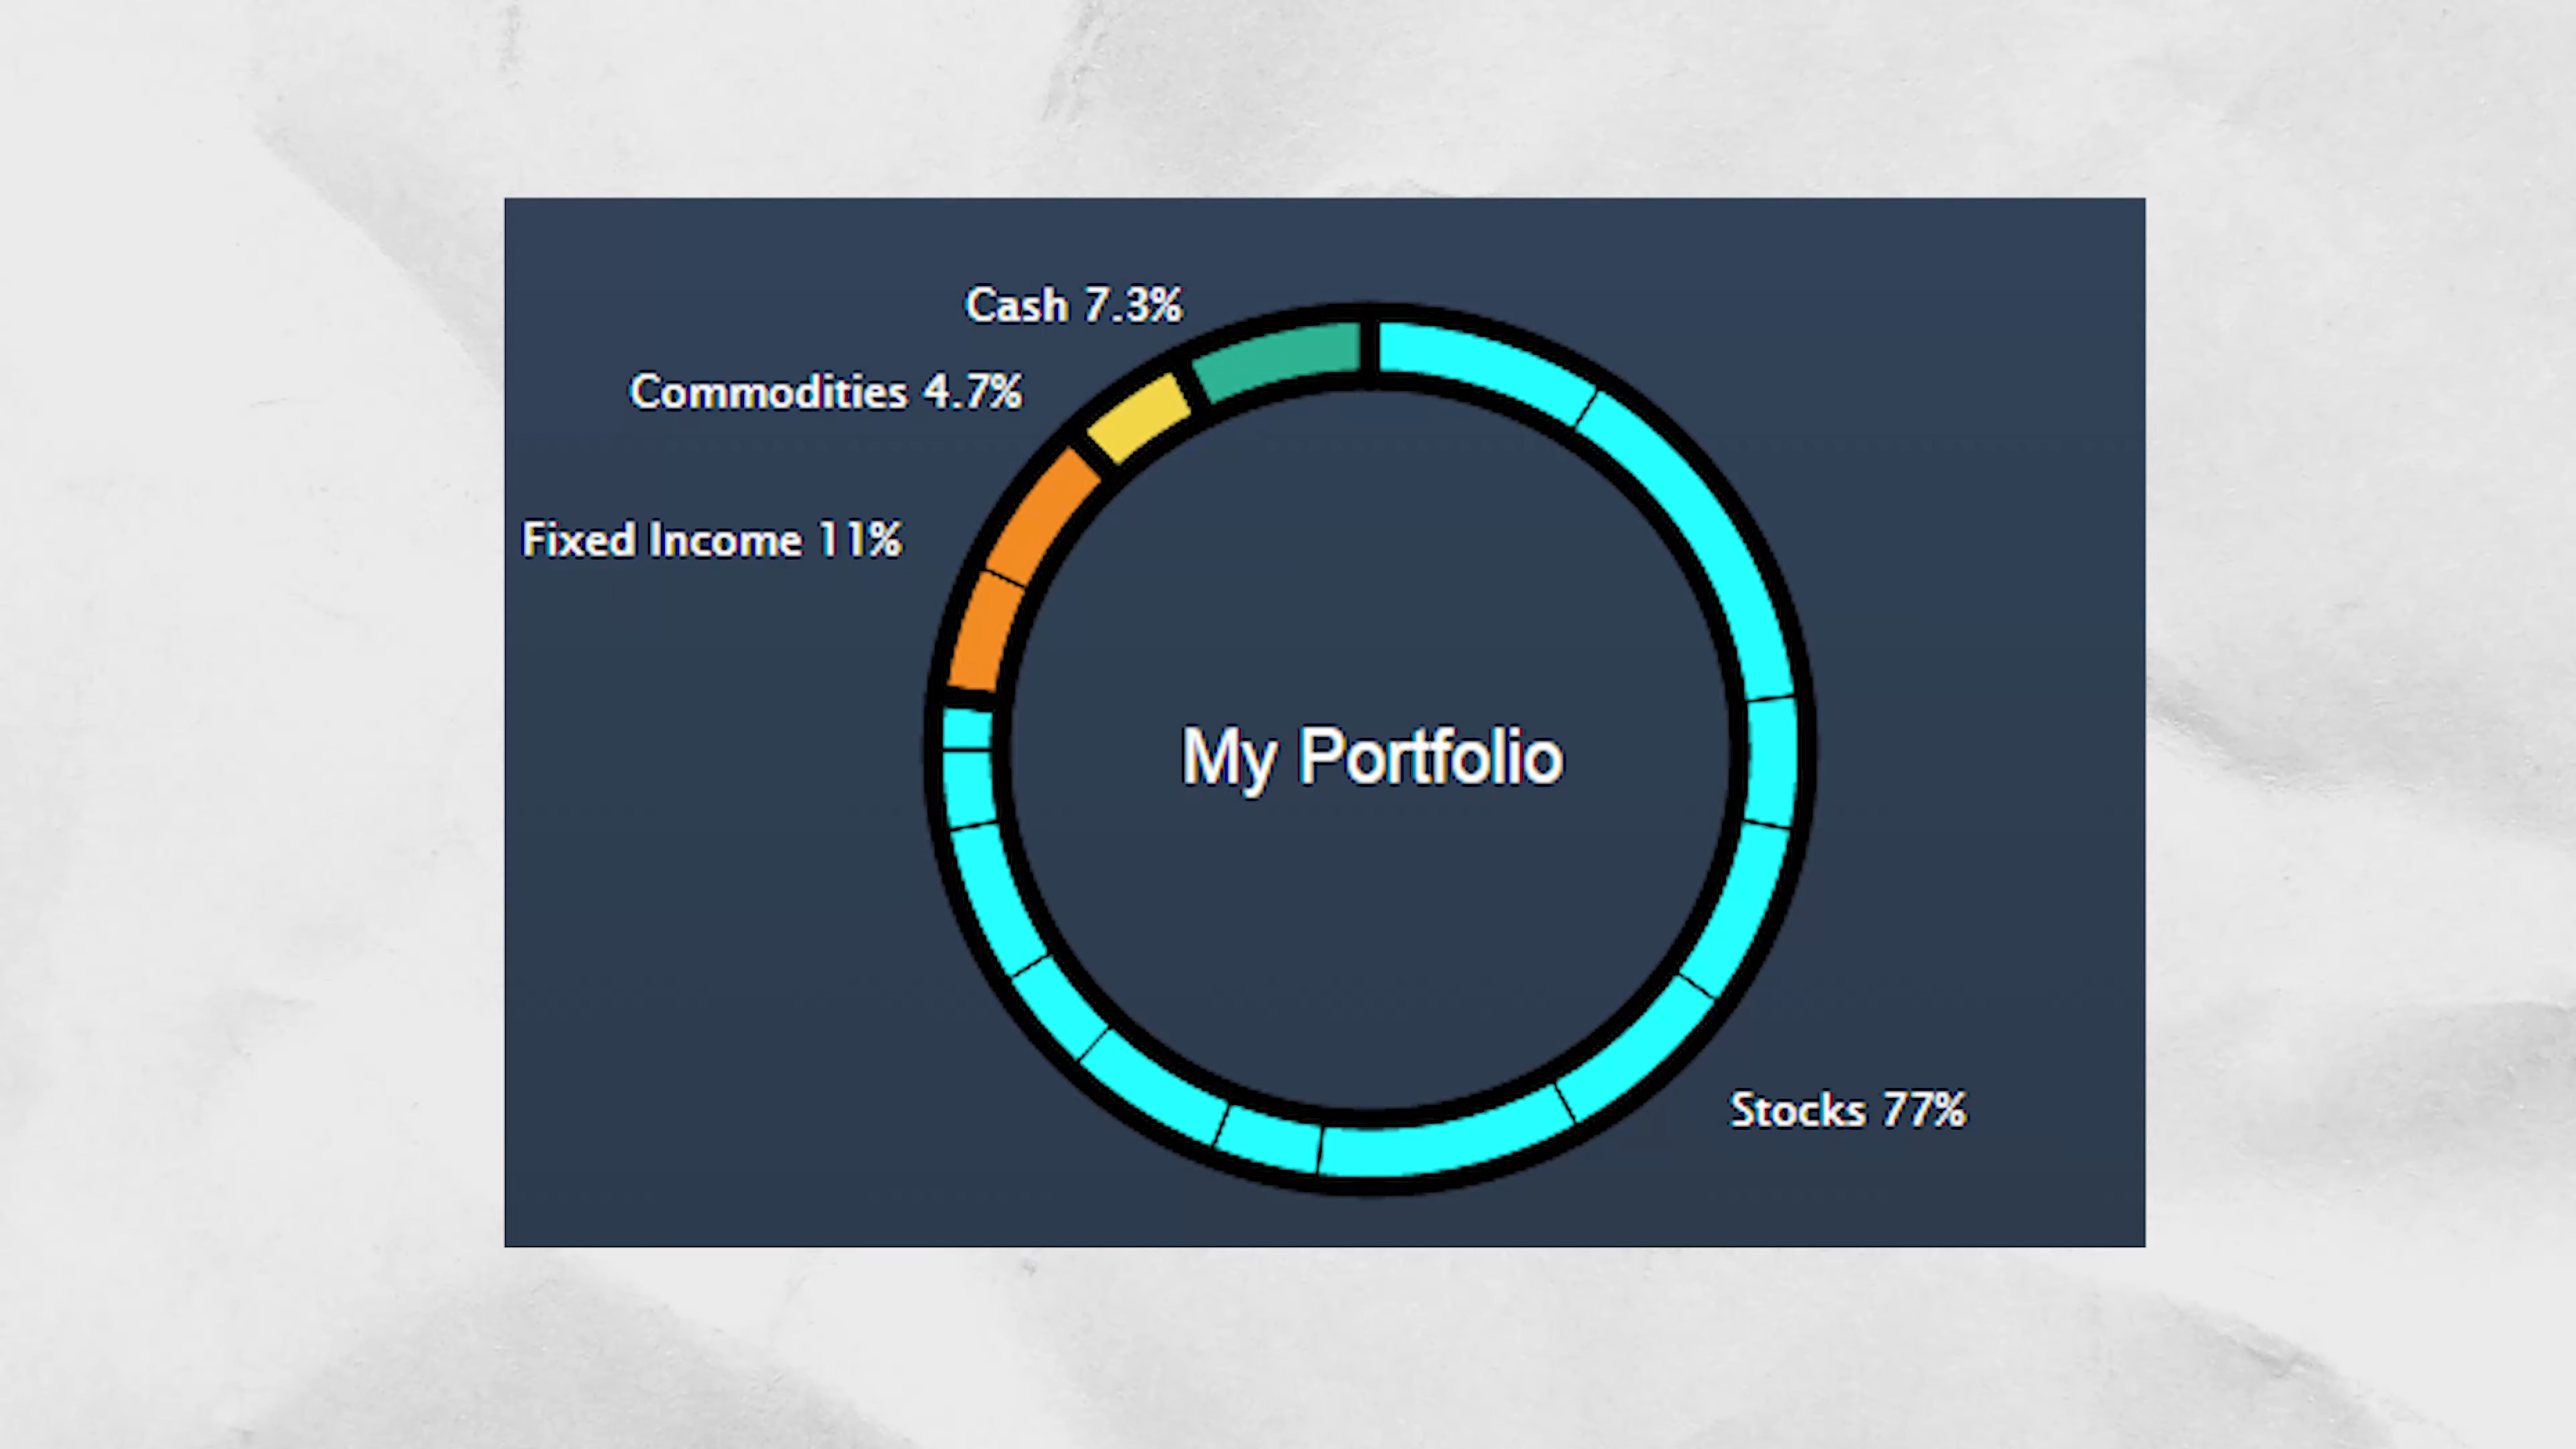 Cash 7.3%
Commodities 4.7%
Fixed Income 11%
My Portfolio
Stocks 77%